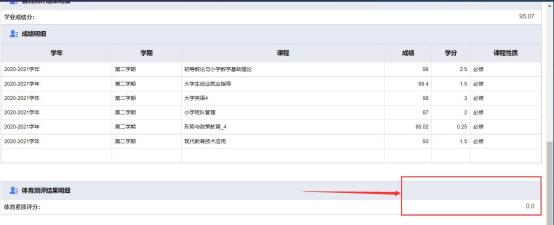 学业成绩分: 95.07
成绩明细
学年 学期 课程 成绩 学分 课程性质
2020-2021学年 第二学期 初等数论与小学数学基础理论 96 2.5 必修
2020-2021学年 第二学期 大学生创业就业指导 99.4 1.5 必修
2020-2021学年 第二学期 大学英语4 96 3 必修
2020-2021学年 第二学期 小学班队管理 87 2 必修
2020-2021学年 第二学期 形势与政策教育_4 95.02 0.25 必修
2020-2021学年 第二学期 现代教育技术应用 93 1.5 必修
体育测评结果明细
体育素质评分: 0.0